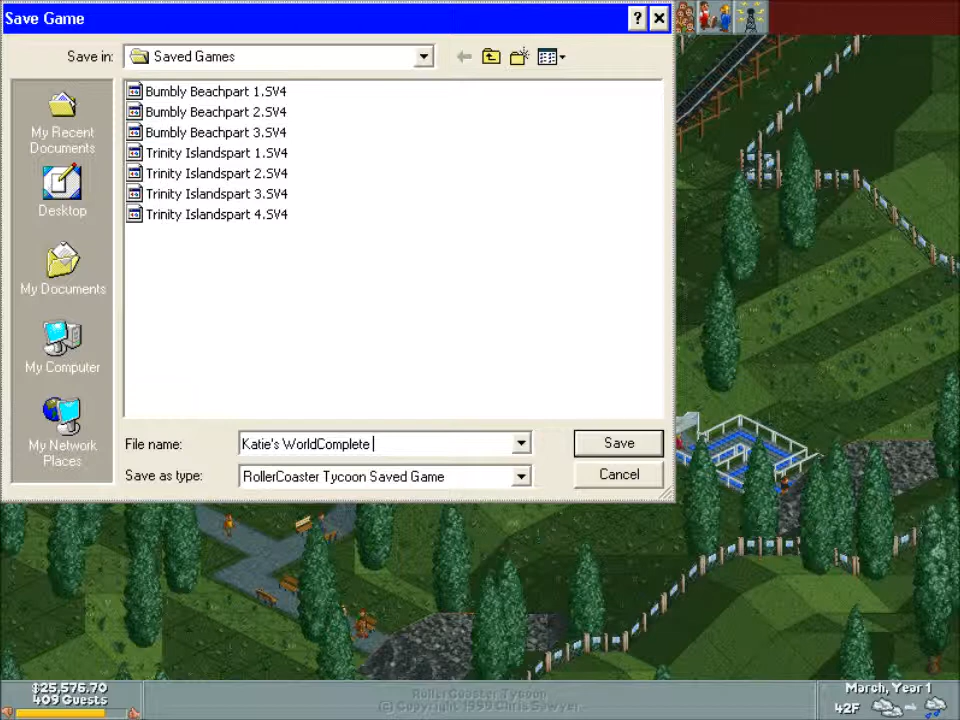 Save Game
Save in: Saved Games
Bumbly Beachpart 1.SV4
Bumbly Beachpart 2.SV4
Bumbly Beachpart 3.SV4
Trinity Islandspart 1.SV4
Trinity Islandspart 2.SV4
Trinity Islandspart 3.SV4
Trinity Islandspart 4.SV4
My Recent
Documents
Desktop
My Documents
My Computer
My Network
Places
File name: Katie's WorldComplete
Save
Save as type: RollerCoaster Tycoon Saved Game
Cancel
$25,576.70
409 Guests
RollerCoaster Tycoon
(c) Copyright 1999 Chris Sawyer
March, Year 1
42F